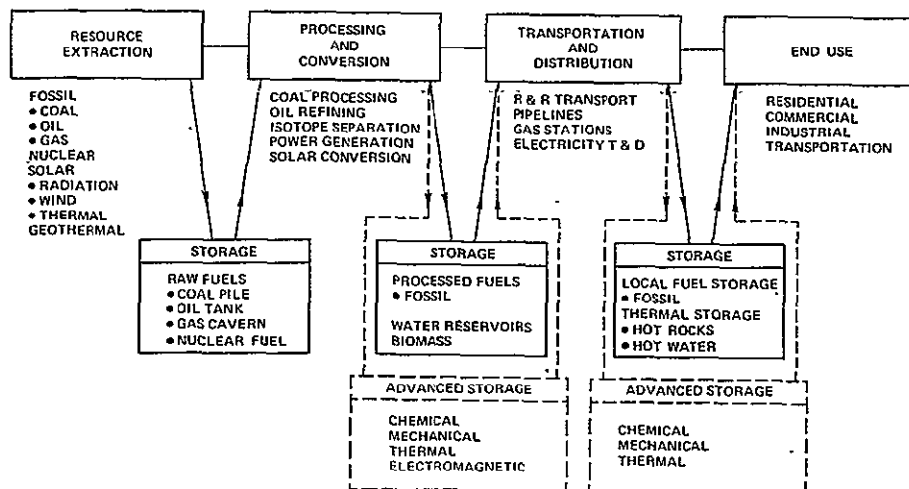 RESOURCE
EXTRACTION
PROCESSING
AND
CONVERSION
TRANSPORTATION
AND
DISTRIBUTION
END USE
FOSSIL
• COAL
• OIL
• GAS
NUCLEAR
SOLAR
• RADIATION
• WIND
• THERMAL
GEOTHERMAL
COAL PROCESSING
OIL REFINING
ISOTOPE SEPARATION
POWER GENERATION
SOLAR CONVERSION
R & R TRANSPORT
PIPELINES
GAS STATIONS
ELECTRICITY T & D
RESIDENTIAL
COMMERCIAL
INDUSTRIAL
TRANSPORTATION
STORAGE
RAW FUELS
• COAL PILE
• OIL TANK
• GAS CAVERN
• NUCLEAR FUEL
STORAGE
PROCESSED FUELS
• FOSSIL
WATER RESERVOIRS
BIOMASS
STORAGE
LOCAL FUEL STORAGE
• FOSSIL
THERMAL STORAGE
• HOT ROCKS
• HOT WATER
ADVANCED STORAGE
CHEMICAL
MECHANICAL
THERMAL
ELECTROMAGNETIC
ADVANCED STORAGE
CHEMICAL
MECHANICAL
THERMAL